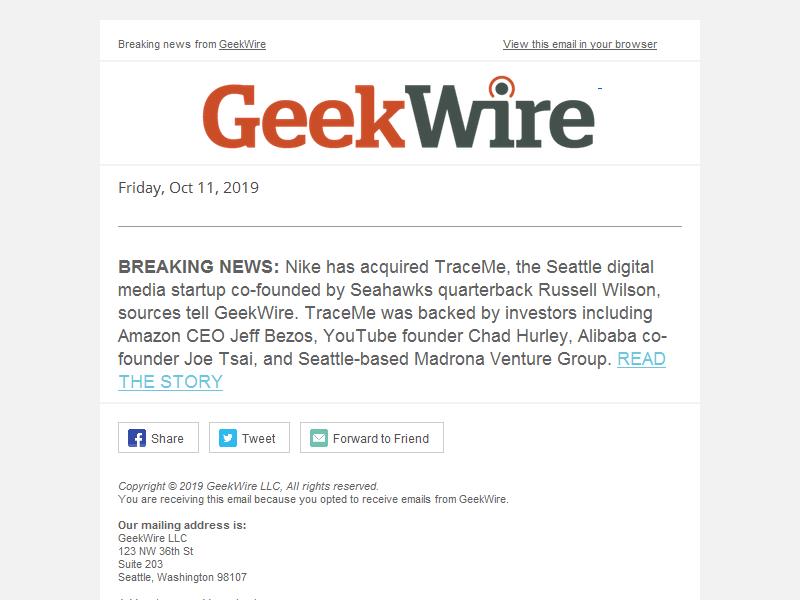 Breaking news from GeekWire
View this email in your browser
GeekWire
Friday, Oct 11, 2019
BREAKING NEWS: Nike has acquired TraceMe, the Seattle digital
media startup co-founded by Seahawks quarterback Russell Wilson,
sources tell GeekWire. TraceMe was backed by investors including
Amazon CEO Jeff Bezos, YouTube founder Chad Hurley, Alibaba co-
founder Joe Tsai, and Seattle-based Madrona Venture Group. READ
THE STORY
Share
Tweet
Forward to Friend
Copyright © 2019 GeekWire LLC, All rights reserved.
You are receiving this email because you opted to receive emails from GeekWire.
Our mailing address is:
GeekWire LLC
123 NW 36th St
Suite 203
Seattle, Washington 98107